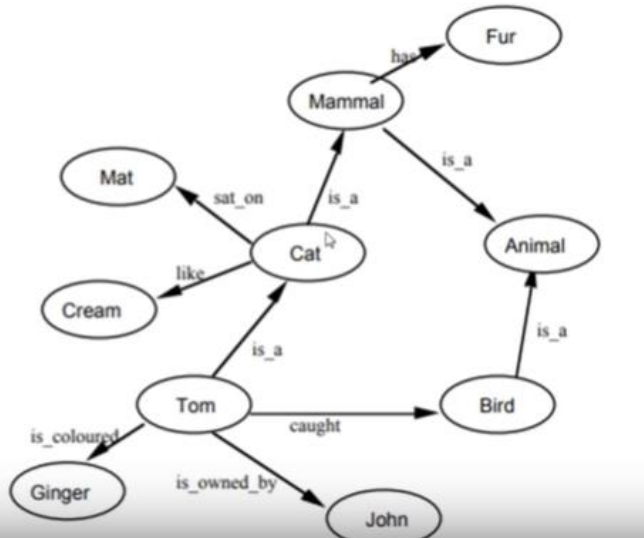 Fur
has
Mammal
is_a
Mat
sat_on
is_a
Animal
Cat
like
Cream
is_a
is_a
Tom
Bird
caught
is_coloured
Ginger
is_owned_by
John